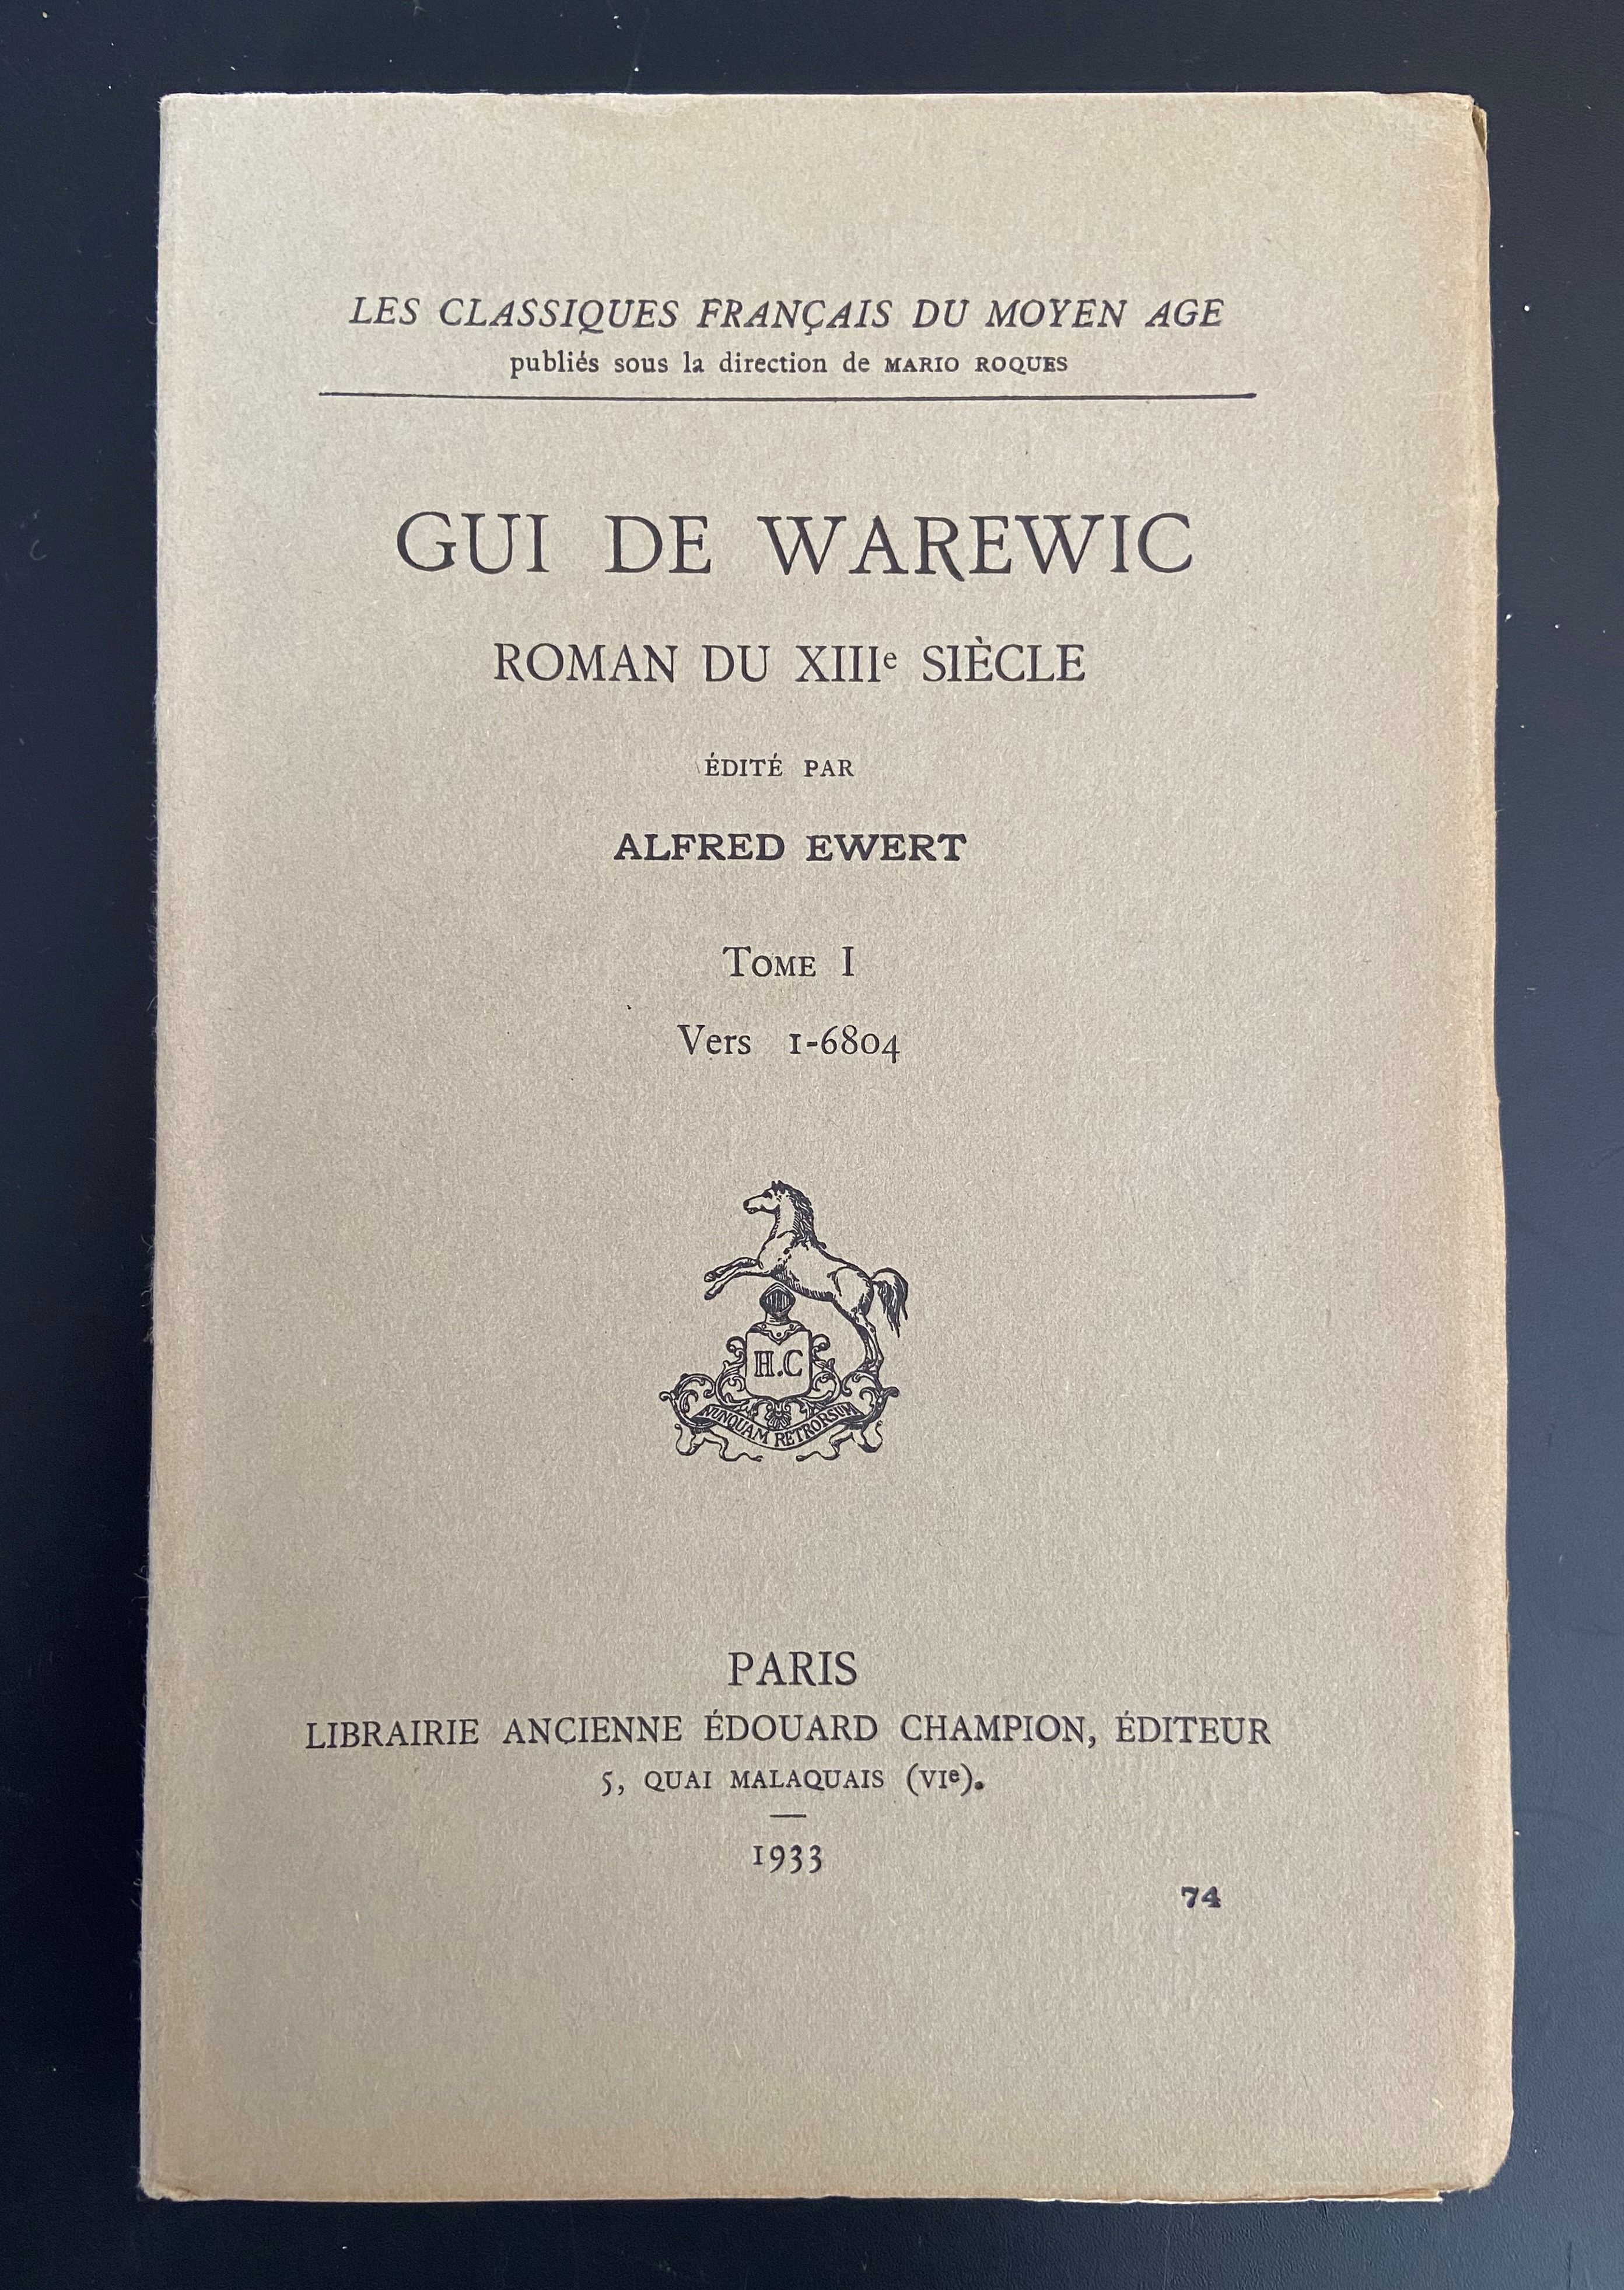 LES CLASSIQUES FRANÇAIS DU MOYEN AGE
publiés sous la direction de MARIO ROQUES
GUI DE WAREWIC
ROMAN DU XIIIe SIÈCLE
ÉDITÉ PAR
ALFRED EWERT
TOME I
Vers 1-6804
H.C
NUNQUAM RETRORSUM
PARIS
LIBRAIRIE ANCIENNE ÉDOUARD CHAMPION, ÉDITEUR
5, QUAI MALAQUAIS (VIe).
1933
74